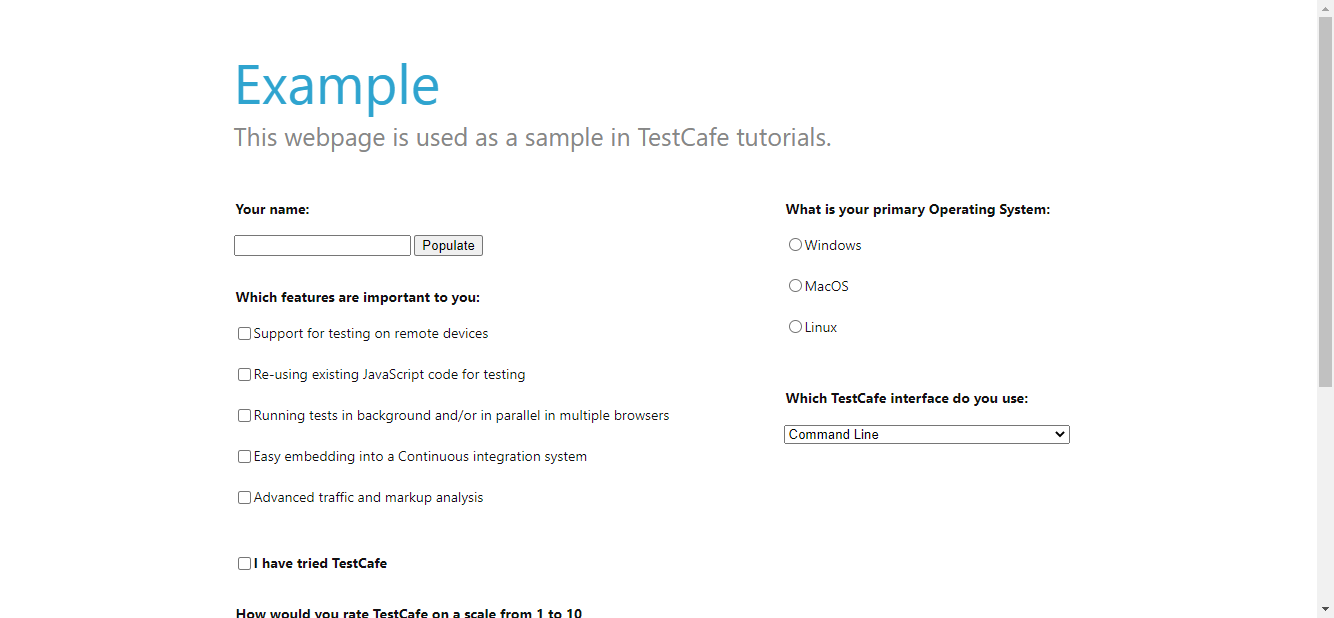 Example
This webpage is used as a sample in TestCafe tutorials.
Your name:
Populate
Which features are important to you:
Support for testing on remote devices
Re-using existing JavaScript code for testing
Running tests in background and/or in parallel in multiple browsers
Easy embedding into a Continuous integration system
Advanced traffic and markup analysis
I have tried TestCafe
How would you rate TestCafe on a scale from 1 to 10
What is your primary Operating System:
Windows
MacOS
Linux
Which TestCafe interface do you use:
Command Line